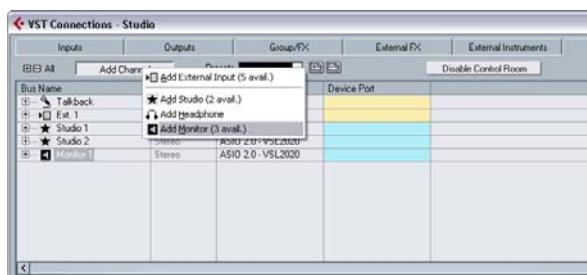 VST Connections - Studio
Inputs
Outputs
Group/FX
External FX
External Instruments
All
Add Channel
Presets
Disable Control Room
Add External Input (5 avail.)
Add Studio (2 avail.)
Add Headphone
Add Monitor (3 avail.)
Bus Name
Device Port
Talkback
Ext. 1
Studio 1
Studio 2
Stereo
ASIO 2.0 - VSL2020
Monitor 1
Stereo
ASIO 2.0 - VSL2020